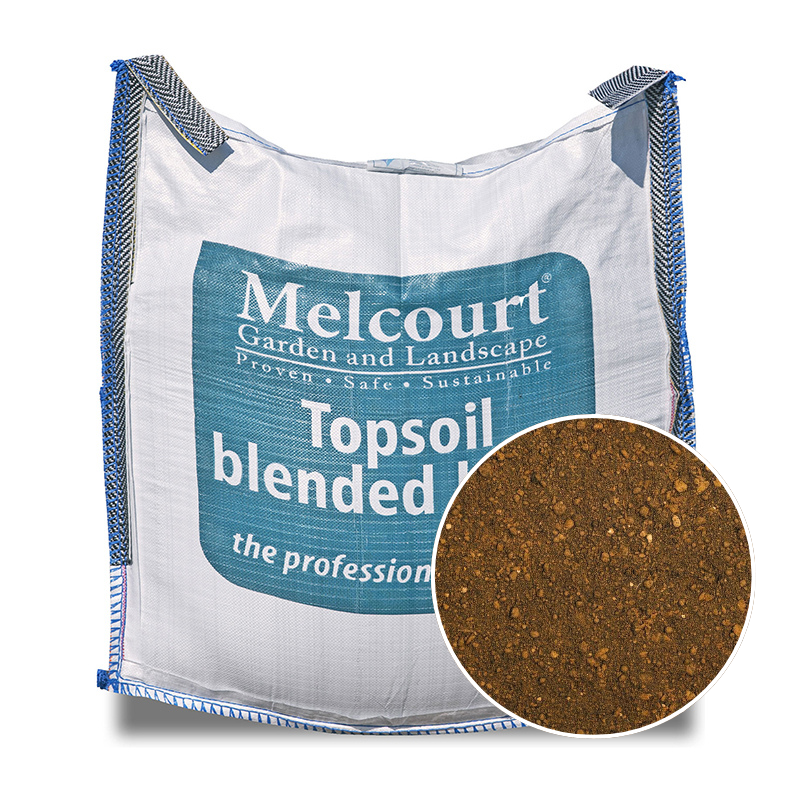 Melcourt®
Garden and Landscape
Proven • Safe • Sustainable
Topsoil
blended
the profession